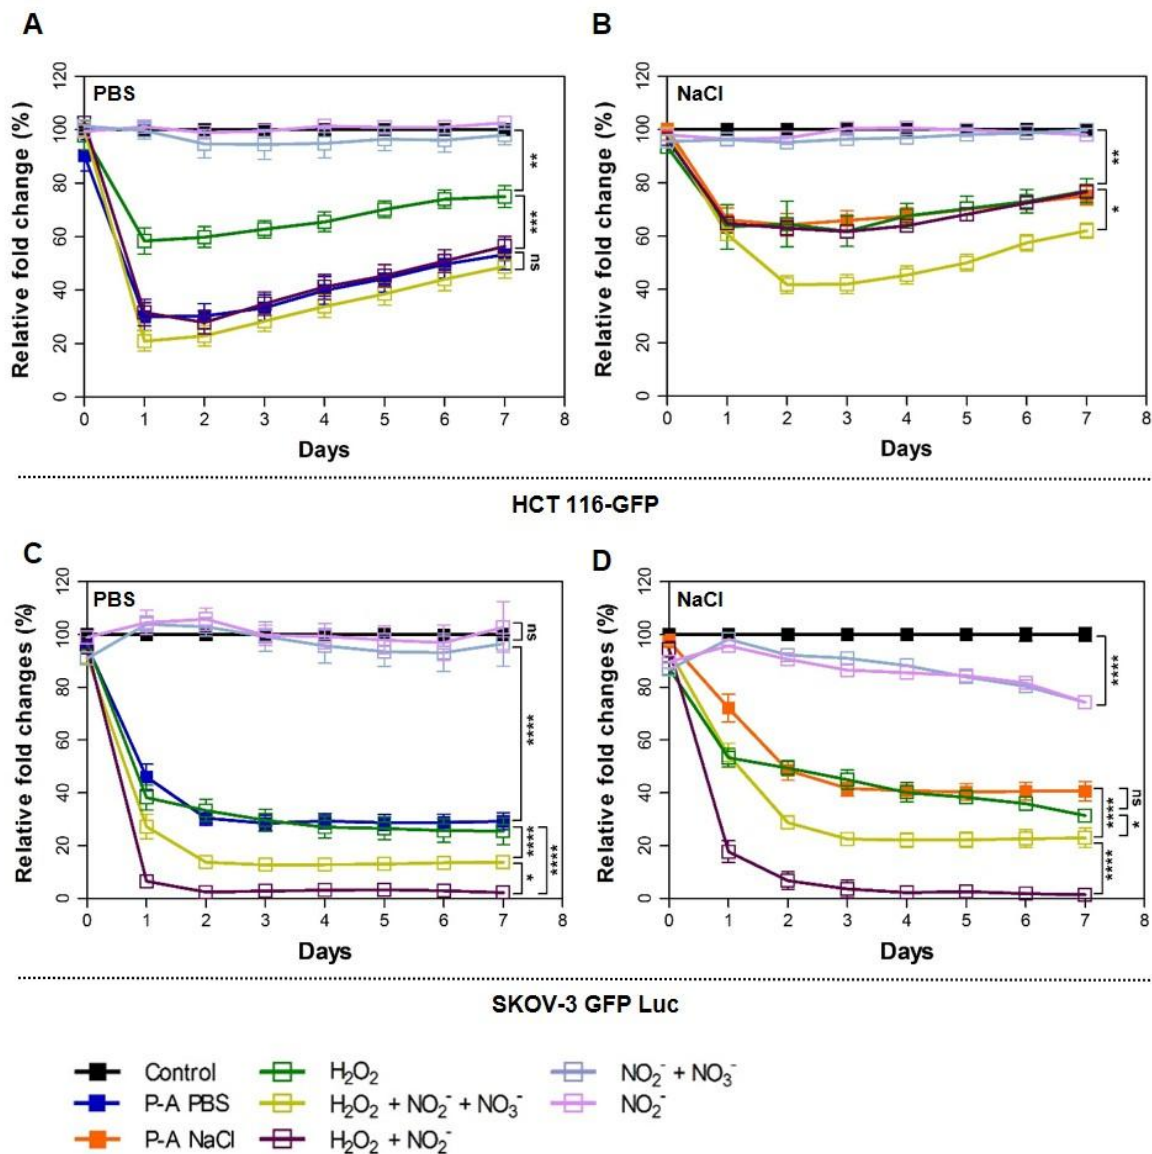 A
B
PBS
NaCl
Relative fold change (%)
Relative fold change (%)
120
100
80
60
40
20
0
120
100
80
60
40
20
0
**
***
ns
**
*
0 1 2 3 4 5 6 7 8
0 1 2 3 4 5 6 7 8
Days
Days
HCT 116-GFP
C
D
PBS
NaCl
Relative fold changes (%)
Relative fold changes (%)
120
100
80
60
40
20
0
120
100
80
60
40
20
0
ns
****
****
*
****
****
ns
****
*
****
0 1 2 3 4 5 6 7 8
0 1 2 3 4 5 6 7 8
Days
Days
SKOV-3 GFP Luc
Control
P-A PBS
P-A NaCl
H₂O₂
H₂O₂ + NO₂⁻ + NO₃⁻
H₂O₂ + NO₂⁻
NO₂⁻ + NO₃⁻
NO₂⁻